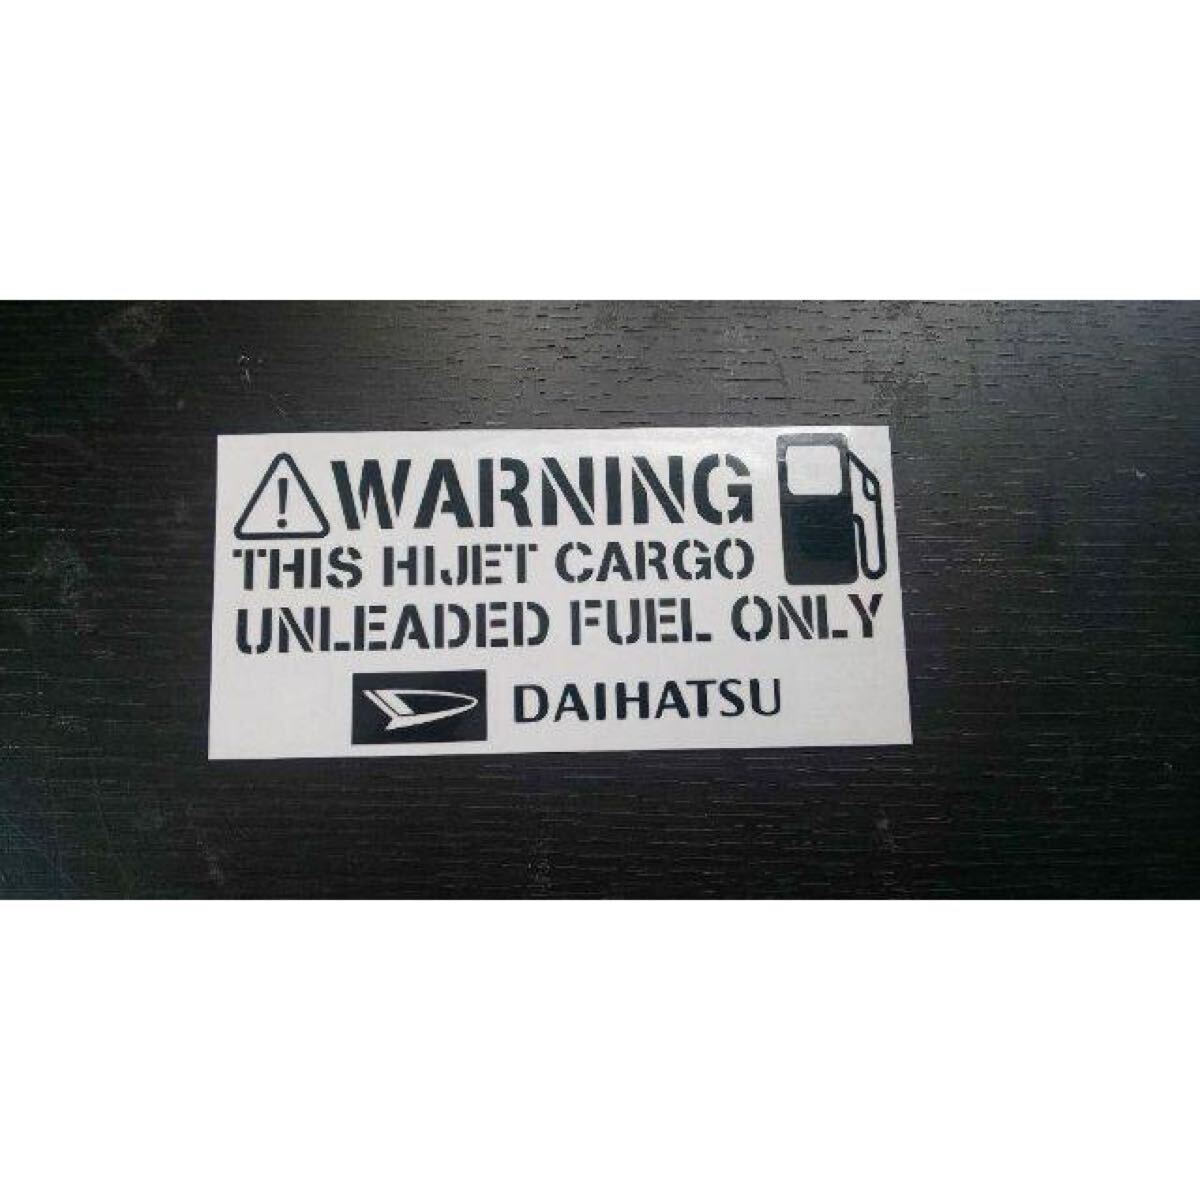 WARNING
THIS HIJET CARGO
UNLEADED FUEL ONLY
DAIHATSU